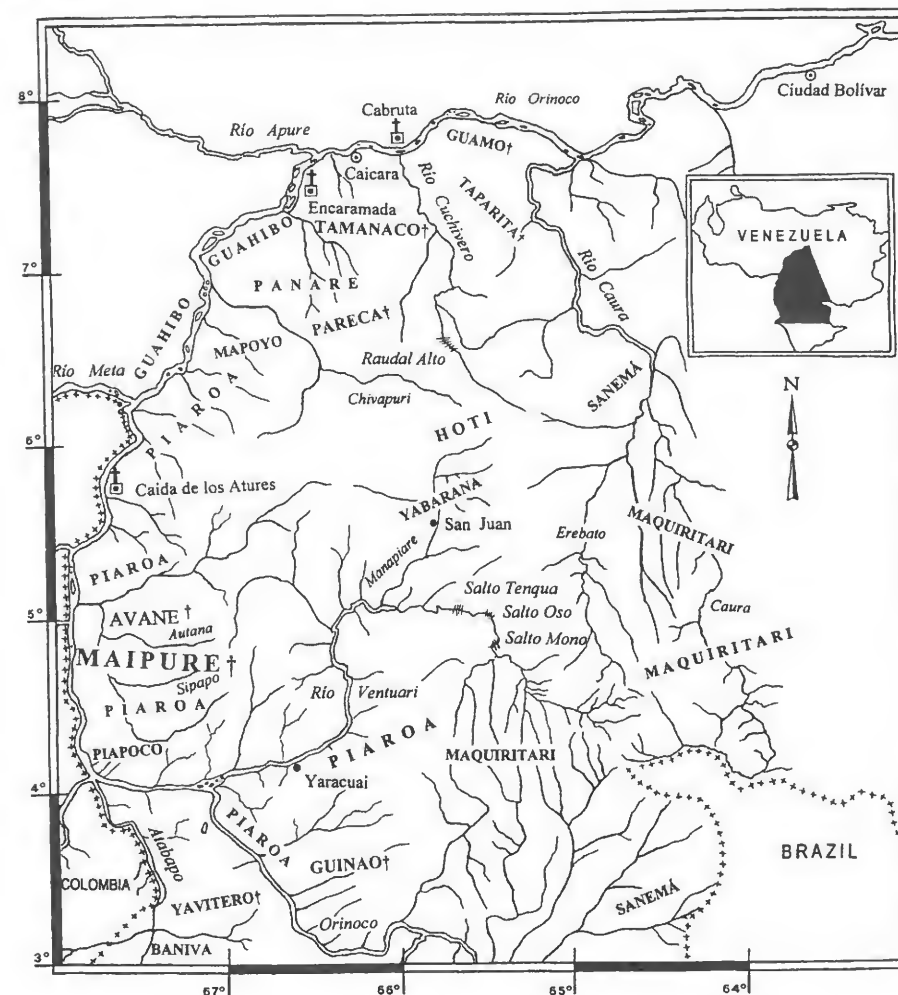 8°
Río Apure
Cabruta
Río Orinoco
Ciudad Bolívar
Caicara
GUAMO†
Encaramada
TAMANACO†
Río Cuchivero
TAPARITA†
GUAHIBO
VENEZUELA
7°
PANARE
PARECA†
Río Caura
GUAHIBO
MAPOYO
Río Meta
PIAROA
Raudal Alto
Chivapuri
SANEMÁ
N
HOTI
6°
Caida de los Atures
YABARANA
San Juan
MAQUIRITARI
Erebato
Manapiare
PIAROA
Salto Tenqua
Salto Oso
Caura
5°
AVANE†
Autana
Salto Mono
MAIPURE†
MAQUIRITARI
Sipapo
PIAROA
Río Ventuari
PIAROA
PIAPOCO
MAQUIRITARI
Yaracuai
4°
PIAROA
Atabapo
BRAZIL
GUINAO†
COLOMBIA
YAVITERO†
SANEMÁ
Orinoco
BANIVA
3°
67°
66°
65°
64°